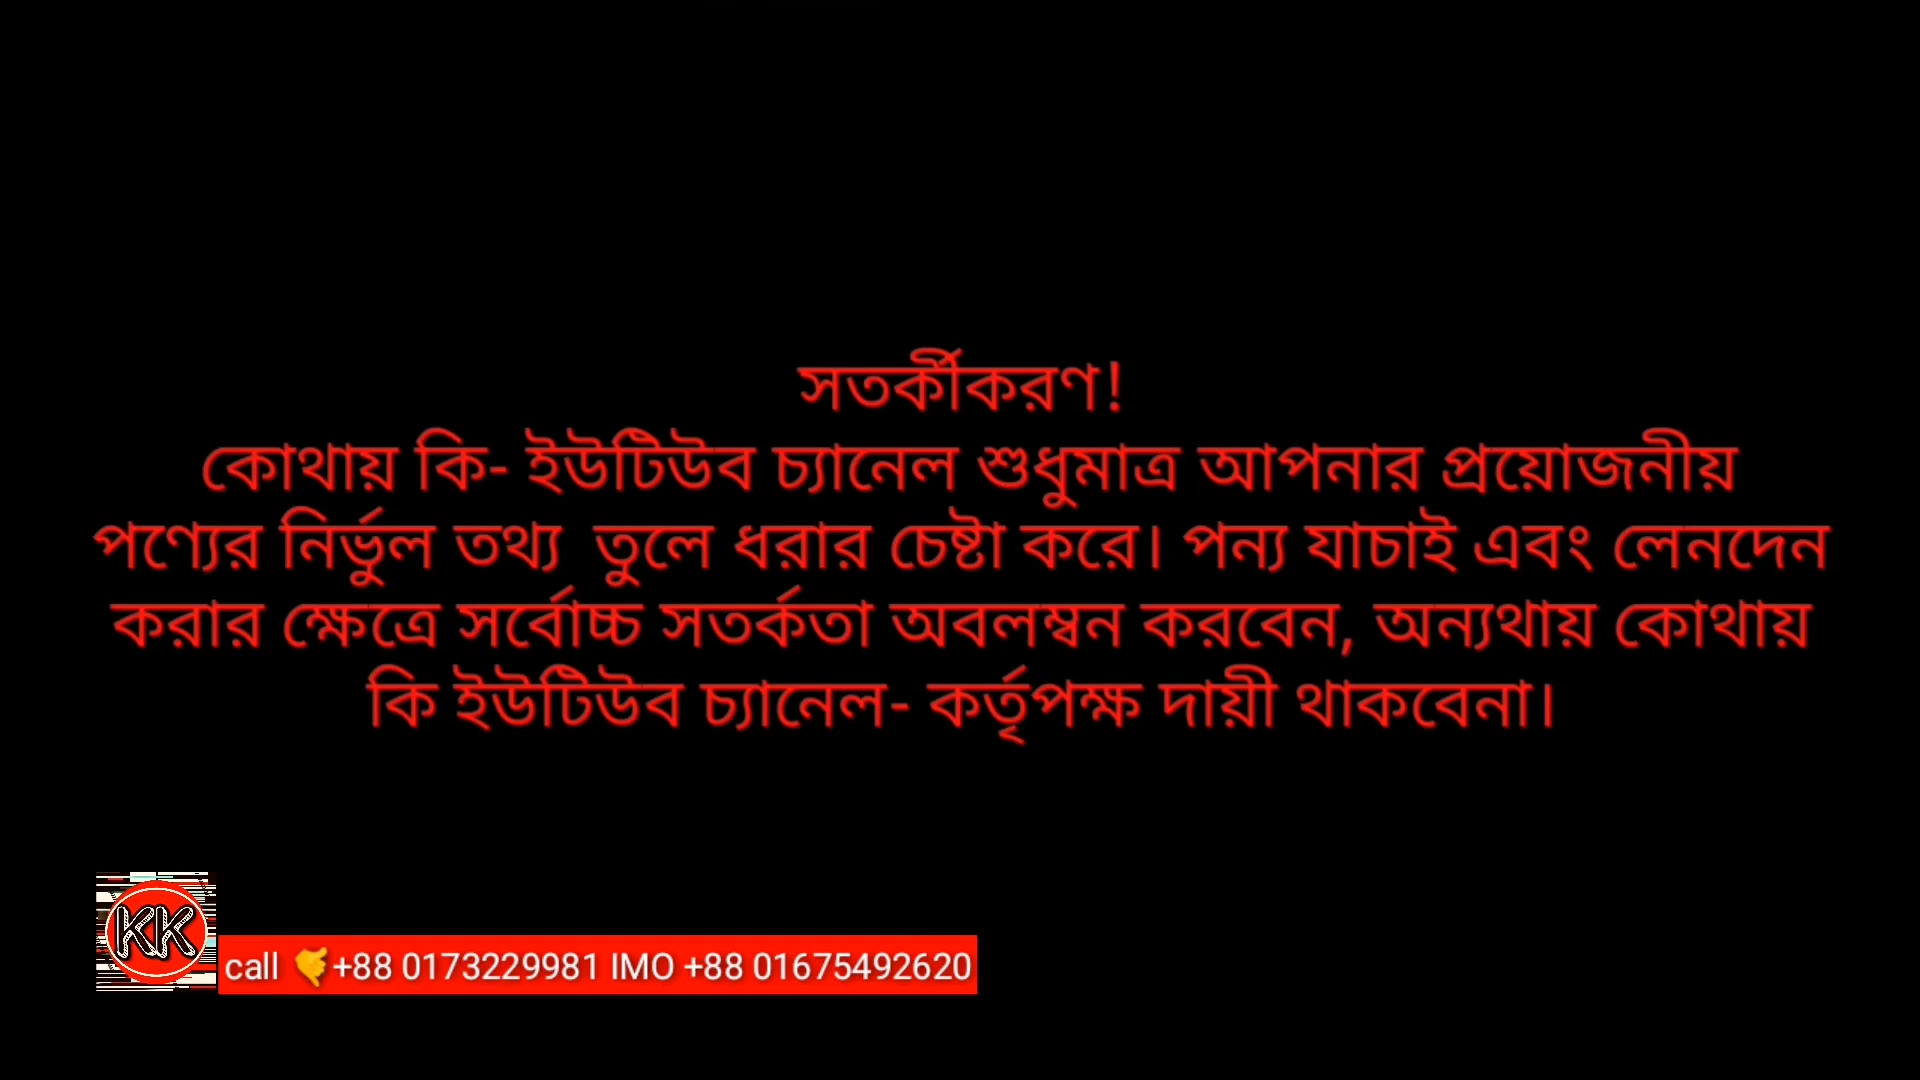 সতর্কীকরণ!
কোথায় কি- ইউটিউব চ্যানেল শুধুমাত্র আপনার প্রয়োজনীয়
পণ্যের নির্ভুল তথ্য তুলে ধরার চেষ্টা করে। পন্য যাচাই এবং লেনদেন
করার ক্ষেত্রে সর্বোচ্চ সতর্কতা অবলম্বন করবেন, অন্যথায় কোথায়
কি ইউটিউব চ্যানেল- কর্তৃপক্ষ দায়ী থাকবেনা।
KK
call 🤙+88 0173229981 IMO +88 01675492620